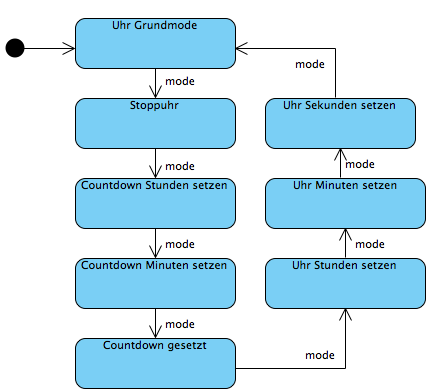 Uhr Grundmode
mode
mode
Stoppuhr
Uhr Sekunden setzen
mode
mode
Countdown Stunden setzen
Uhr Minuten setzen
mode
mode
Countdown Minuten setzen
Uhr Stunden setzen
mode
Countdown gesetzt
mode